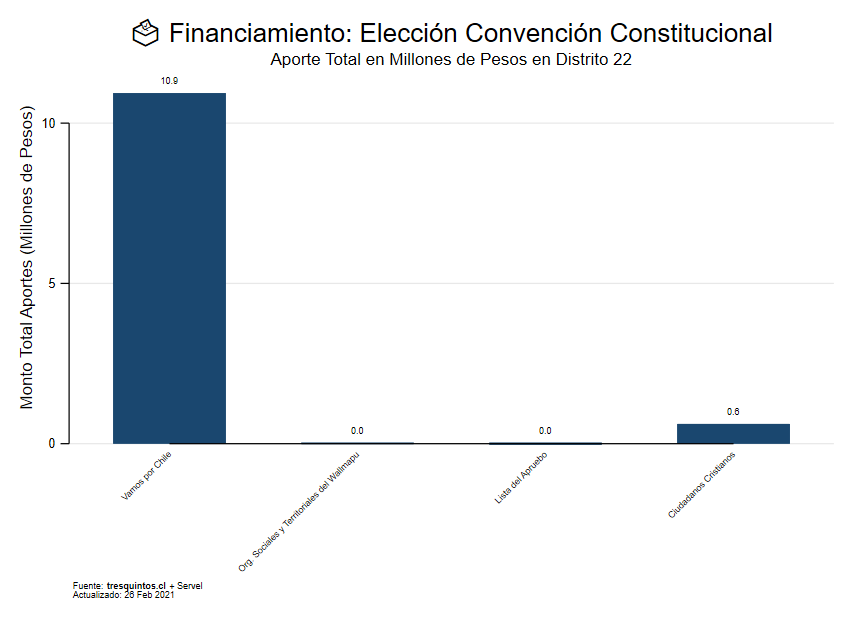 Financiamiento: Elección Convención Constitucional
Aporte Total en Millones de Pesos en Distrito 22
Monto Total Aportes (Millones de Pesos)
10
5
0
10.9
0.0
0.0
0.6
Vamos por Chile
Org. Sociales y Territoriales del Wallmapu
Lista del Apruebo
Ciudadanos Cristianos
Fuente: tresquintos.cl + Servel
Actualizado: 26 Feb 2021